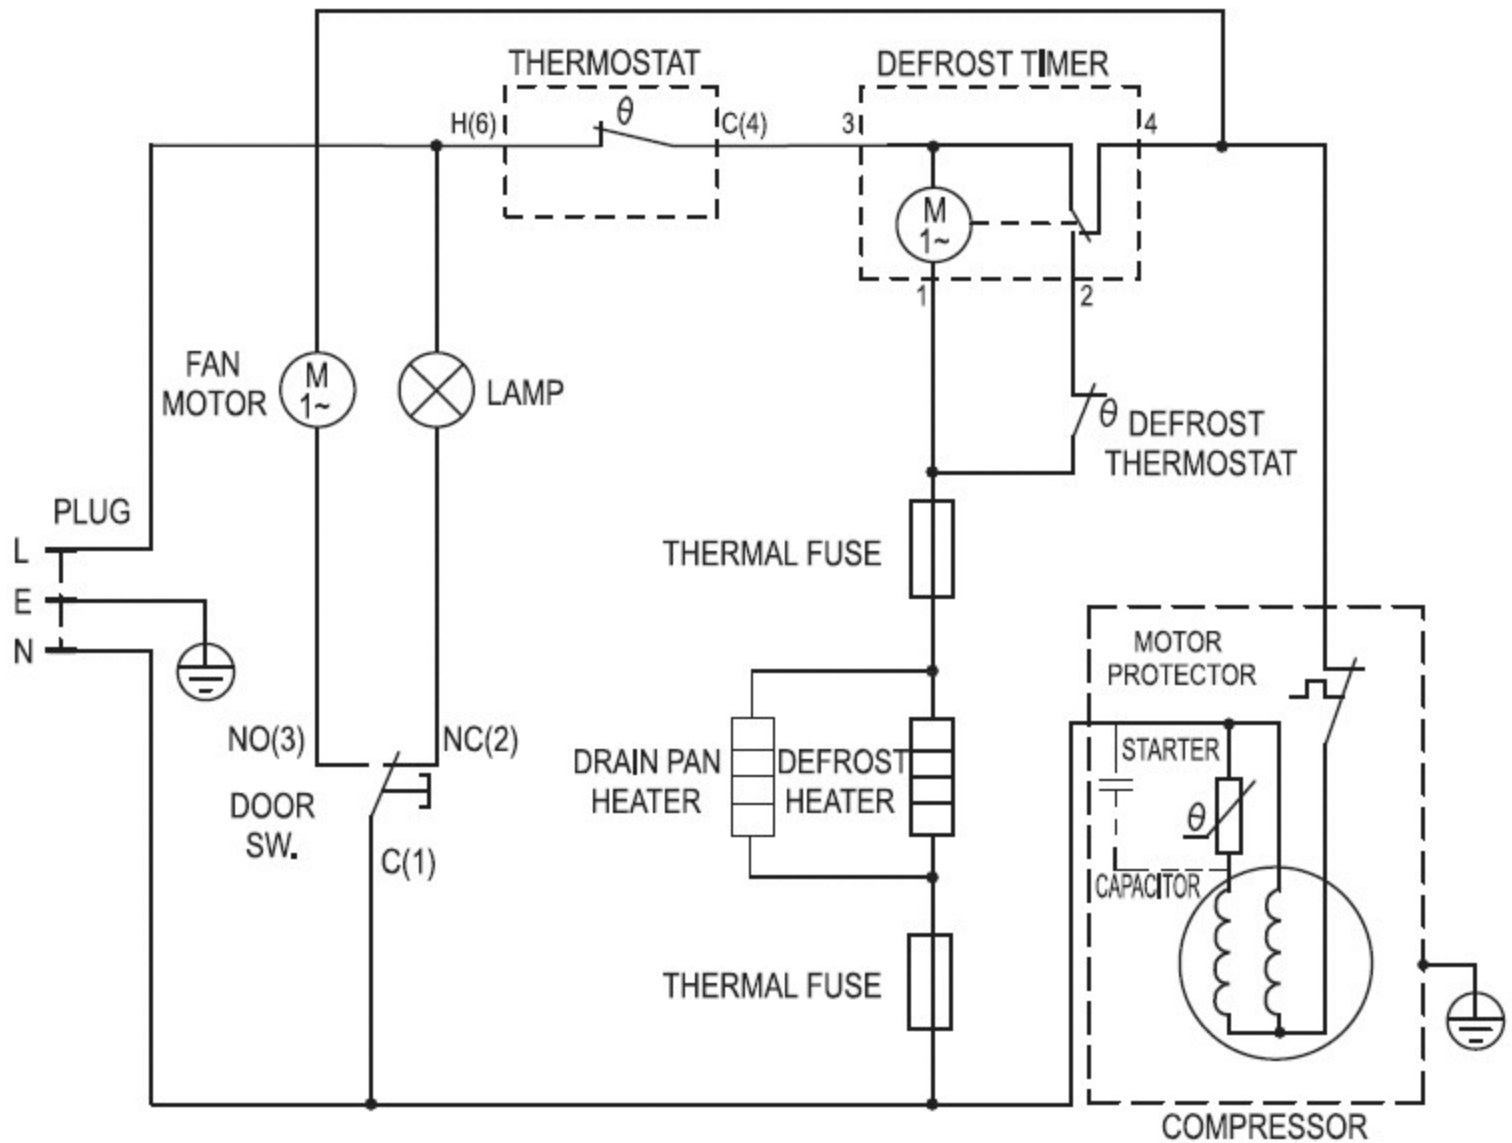 THERMOSTAT
DEFROST TIMER
H(6)
θ
C(4)
3
4
M
1~
1
2
FAN
MOTOR
M
1~
LAMP
θ
DEFROST
THERMOSTAT
PLUG
L
E
N
THERMAL FUSE
MOTOR
PROTECTOR
NO(3)
NC(2)
DOOR
SW.
C(1)
DRAIN PAN
HEATER
DEFROST
HEATER
STARTER
θ
CAPACITOR
THERMAL FUSE
COMPRESSOR